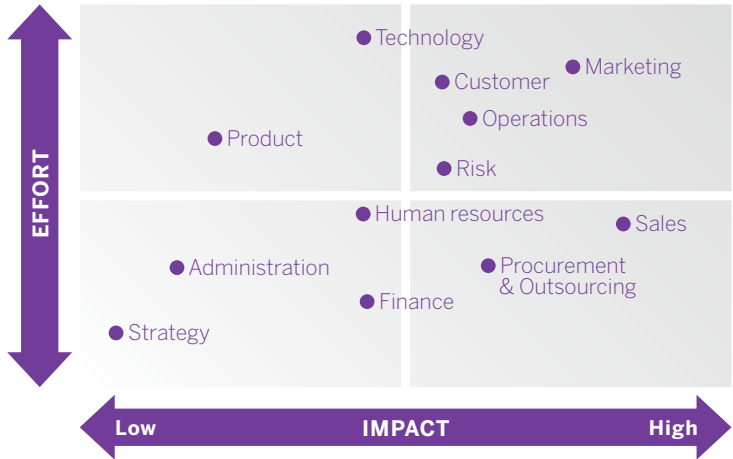 Technology
Marketing
Customer
Operations
Product
Risk
EFFORT
Human resources
Sales
Administration
Procurement
& Outsourcing
Finance
Strategy
Low
IMPACT
High